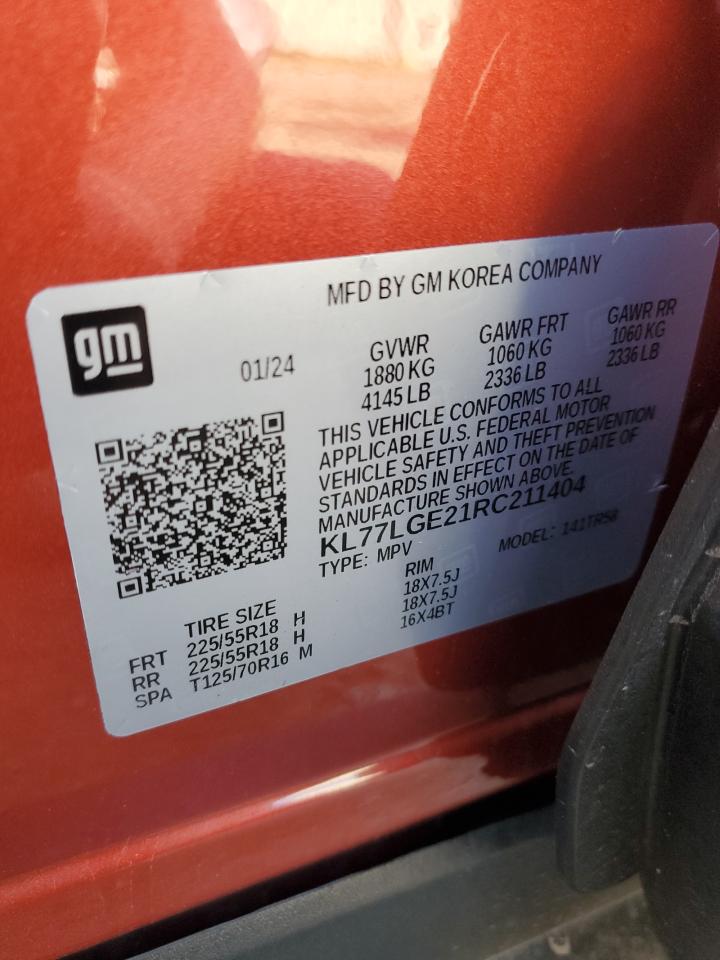 MFD BY GM KOREA COMPANY
gm
01/24
GVWR
1880 KG
4145 LB
GAWR FRT
1060 KG
2336 LB
GAWR RR
1060 KG
2336 LB
THIS VEHICLE CONFORMS TO ALL
APPLICABLE U.S. FEDERAL MOTOR
VEHICLE SAFETY AND THEFT PREVENTION
STANDARDS IN EFFECT ON THE DATE OF
MANUFACTURE SHOWN ABOVE.
KL77LGE21RC211404
TYPE: MPV MODEL: 141TR58
TIRE SIZE RIM
FRT 225/55R18 H 18X7.5J
RR 225/55R18 H 18X7.5J
SPA T125/70R16 M 16X4BT